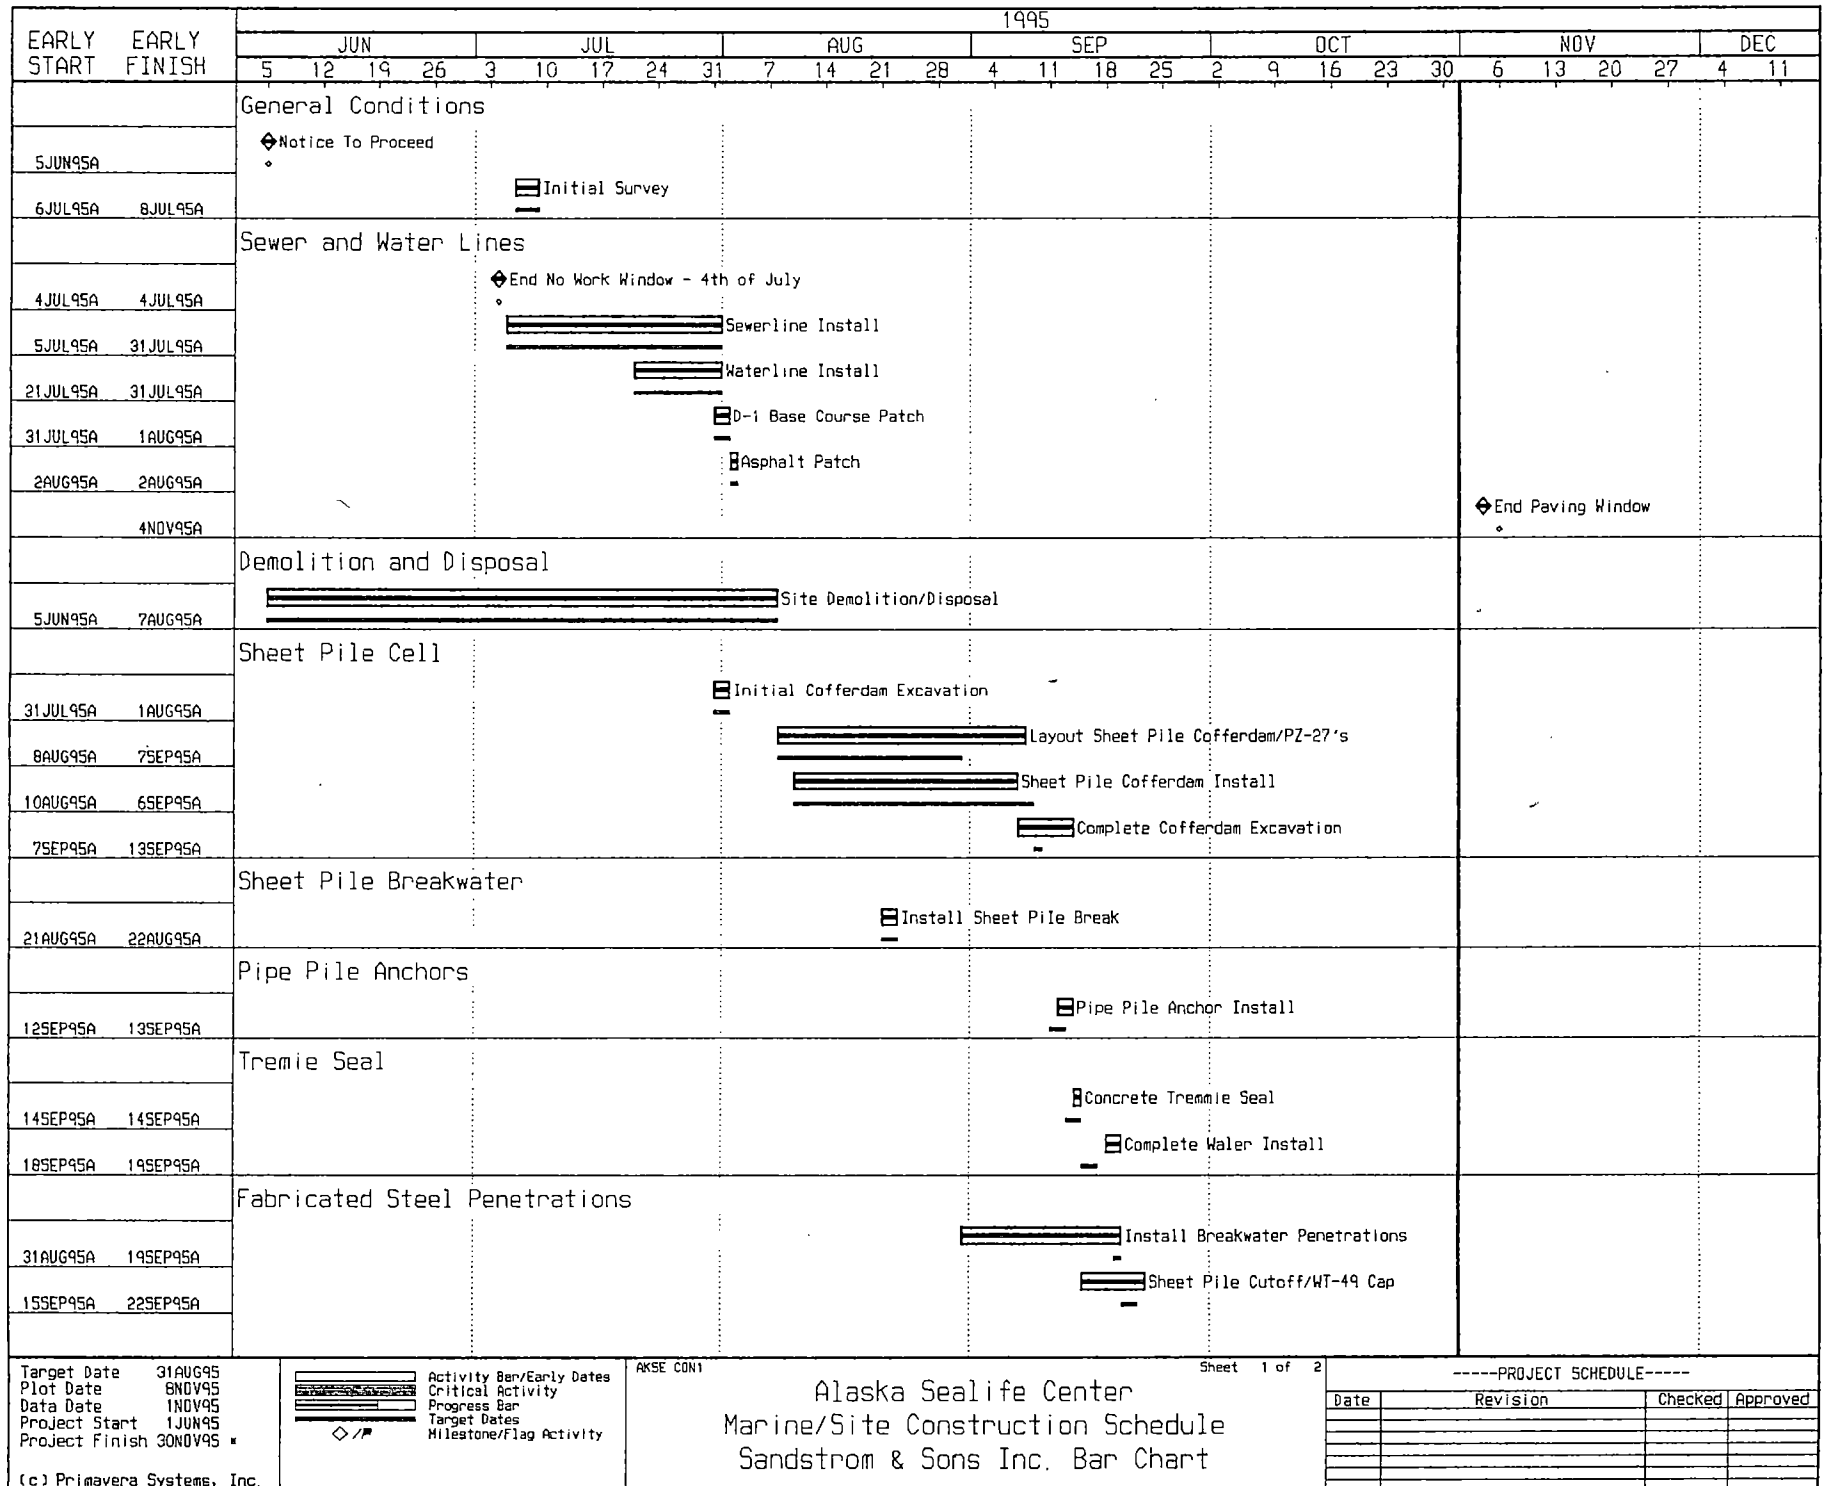 1995
EARLY START EARLY FINISH
JUN JUL AUG SEP OCT NOV DEC
5 12 19 26 3 10 17 24 31 7 14 21 28 4 11 18 25 2 9 16 23 30 6 13 20 27 4 11
General Conditions
Notice To Proceed
5JUN95A
Initial Survey
6JUL95A 8JUL95A
Sewer and Water Lines
End No Work Window - 4th of July
4JUL95A 4JUL95A
Sewerline Install
5JUL95A 31JUL95A
Waterline Install
21JUL95A 31JUL95A
D-1 Base Course Patch
31JUL95A 1AUG95A
Asphalt Patch
2AUG95A 2AUG95A
End Paving Window
4NOV95A
Demolition and Disposal
Site Demolition/Disposal
5JUN95A 7AUG95A
Sheet Pile Cell
Initial Cofferdam Excavation
31JUL95A 1AUG95A
Layout Sheet Pile Cofferdam/PZ-27's
8AUG95A 7SEP95A
Sheet Pile Cofferdam Install
10AUG95A 6SEP95A
Complete Cofferdam Excavation
7SEP95A 13SEP95A
Sheet Pile Breakwater
Install Sheet Pile Break
21AUG95A 22AUG95A
Pipe Pile Anchors
Pipe Pile Anchor Install
12SEP95A 13SEP95A
Tremie Seal
Concrete Tremmie Seal
14SEP95A 14SEP95A
Complete Waler Install
18SEP95A 19SEP95A
Fabricated Steel Penetrations
Install Breakwater Penetrations
31AUG95A 19SEP95A
Sheet Pile Cutoff/WT-49 Cap
15SEP95A 22SEP95A
Target Date 31AUG95
Plot Date 8NOV95
Data Date 1NOV95
Project Start 1JUN95
Project Finish 30NOV95 *
(c) Primavera Systems, Inc.
Activity Bar/Early Dates
Critical Activity
Progress Bar
Target Dates
Milestone/Flag Activity
AKSE CON1
Sheet 1 of 2
Alaska Sealife Center
Marine/Site Construction Schedule
Sandstrom & Sons Inc. Bar Chart
-----PROJECT SCHEDULE-----
Date Revision Checked Approved